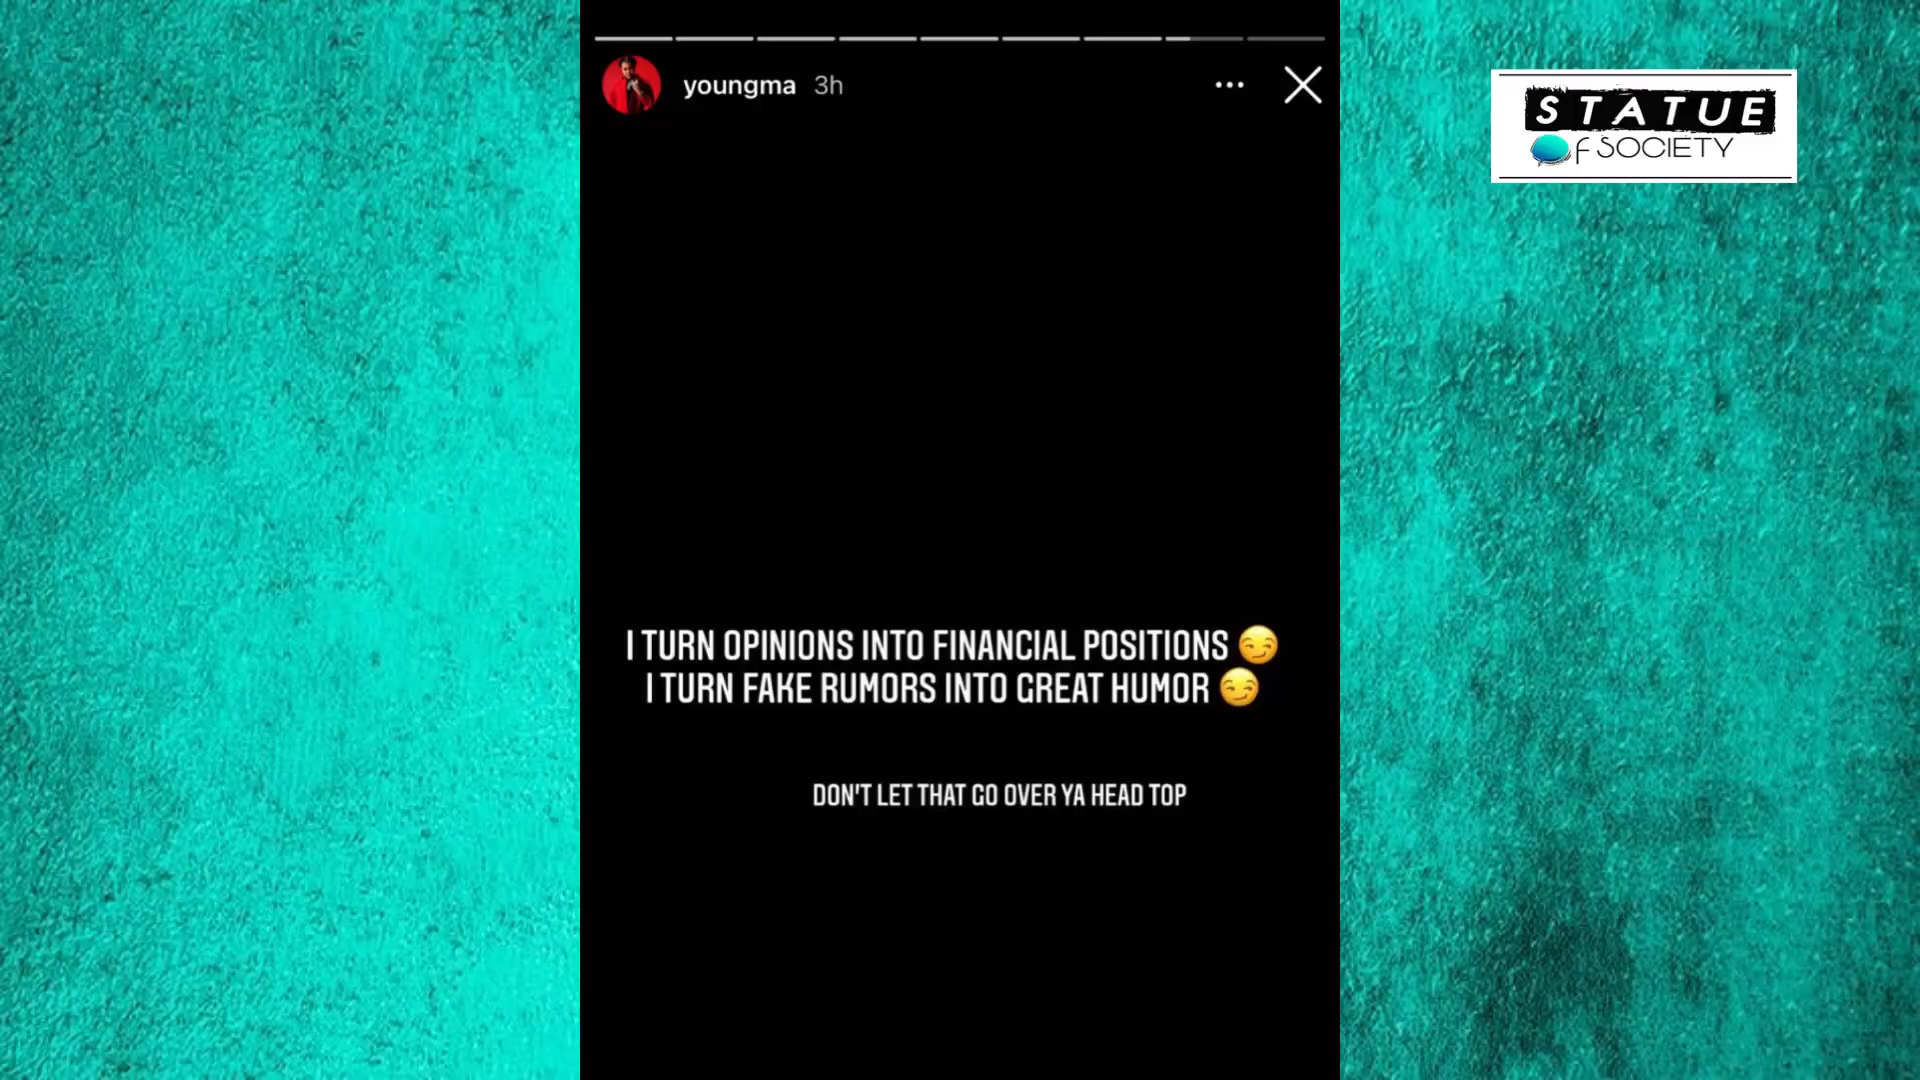 youngma 3h
STATUE
OF SOCIETY
I TURN OPINIONS INTO FINANCIAL POSITIONS 😏
I TURN FAKE RUMORS INTO GREAT HUMOR 😏
DON'T LET THAT GO OVER YA HEAD TOP